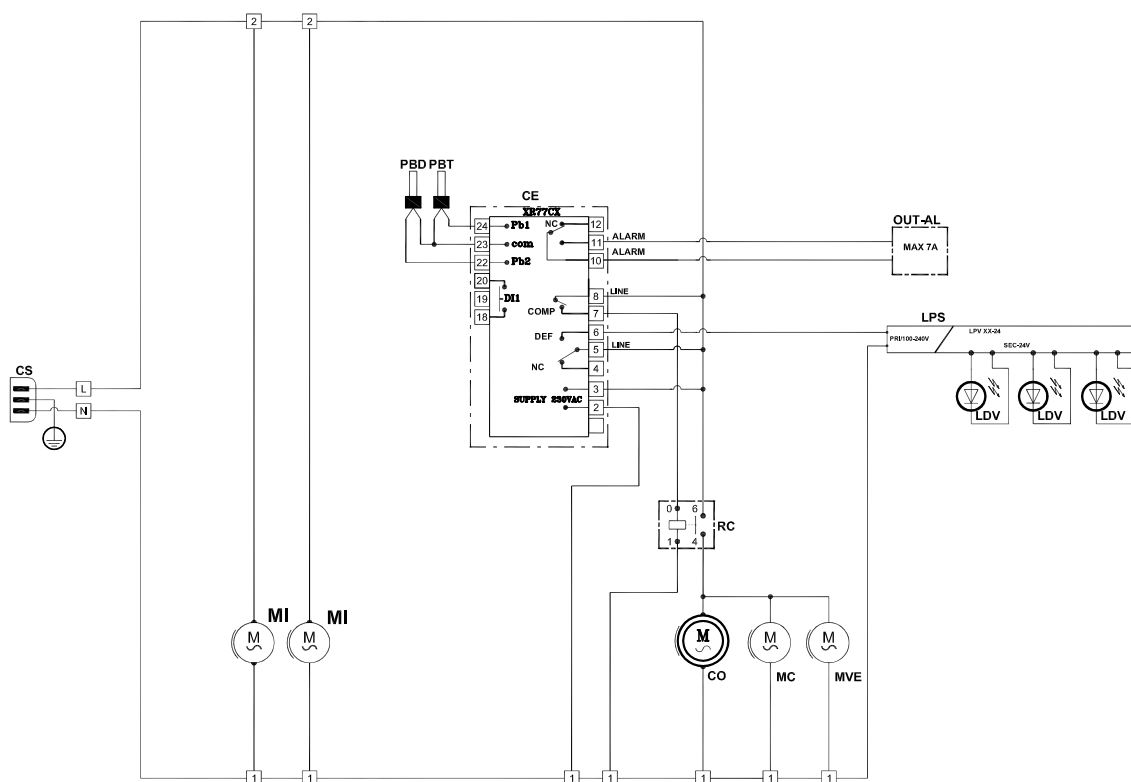 2 2
PBD PBT
CE
XR77CX
24 Pb1 NC 12
OUT-AL
23 com 11 ALARM
MAX 7A
22 Pb2 10 ALARM
20
19 DI1 8 LINE
18 COMP 7
LPS
DEF 6
PRI/100-240V LPV XX-24
NC 5 LINE
SEC-24V
4
CS
L
3
SUPPLY 230VAC
N 2
LDV LDV LDV
0 6
RC
1 4
MI MI
M M M M M
CO MC MVE
1 1 1 1 1 1 1